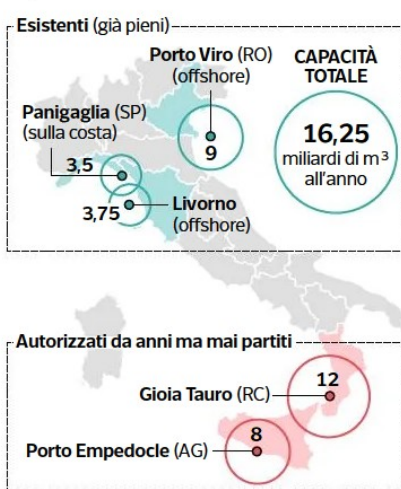 Esistenti (già pieni)
Porto Viro (RO)
(offshore)
9
Panigaglia (SP)
(sulla costa)
3,5
3,75
Livorno
(offshore)
CAPACITÀ
TOTALE
16,25
miliardi di m³
all'anno
Autorizzati da anni ma mai partiti
Gioia Tauro (RC)
12
Porto Empedocle (AG)
8